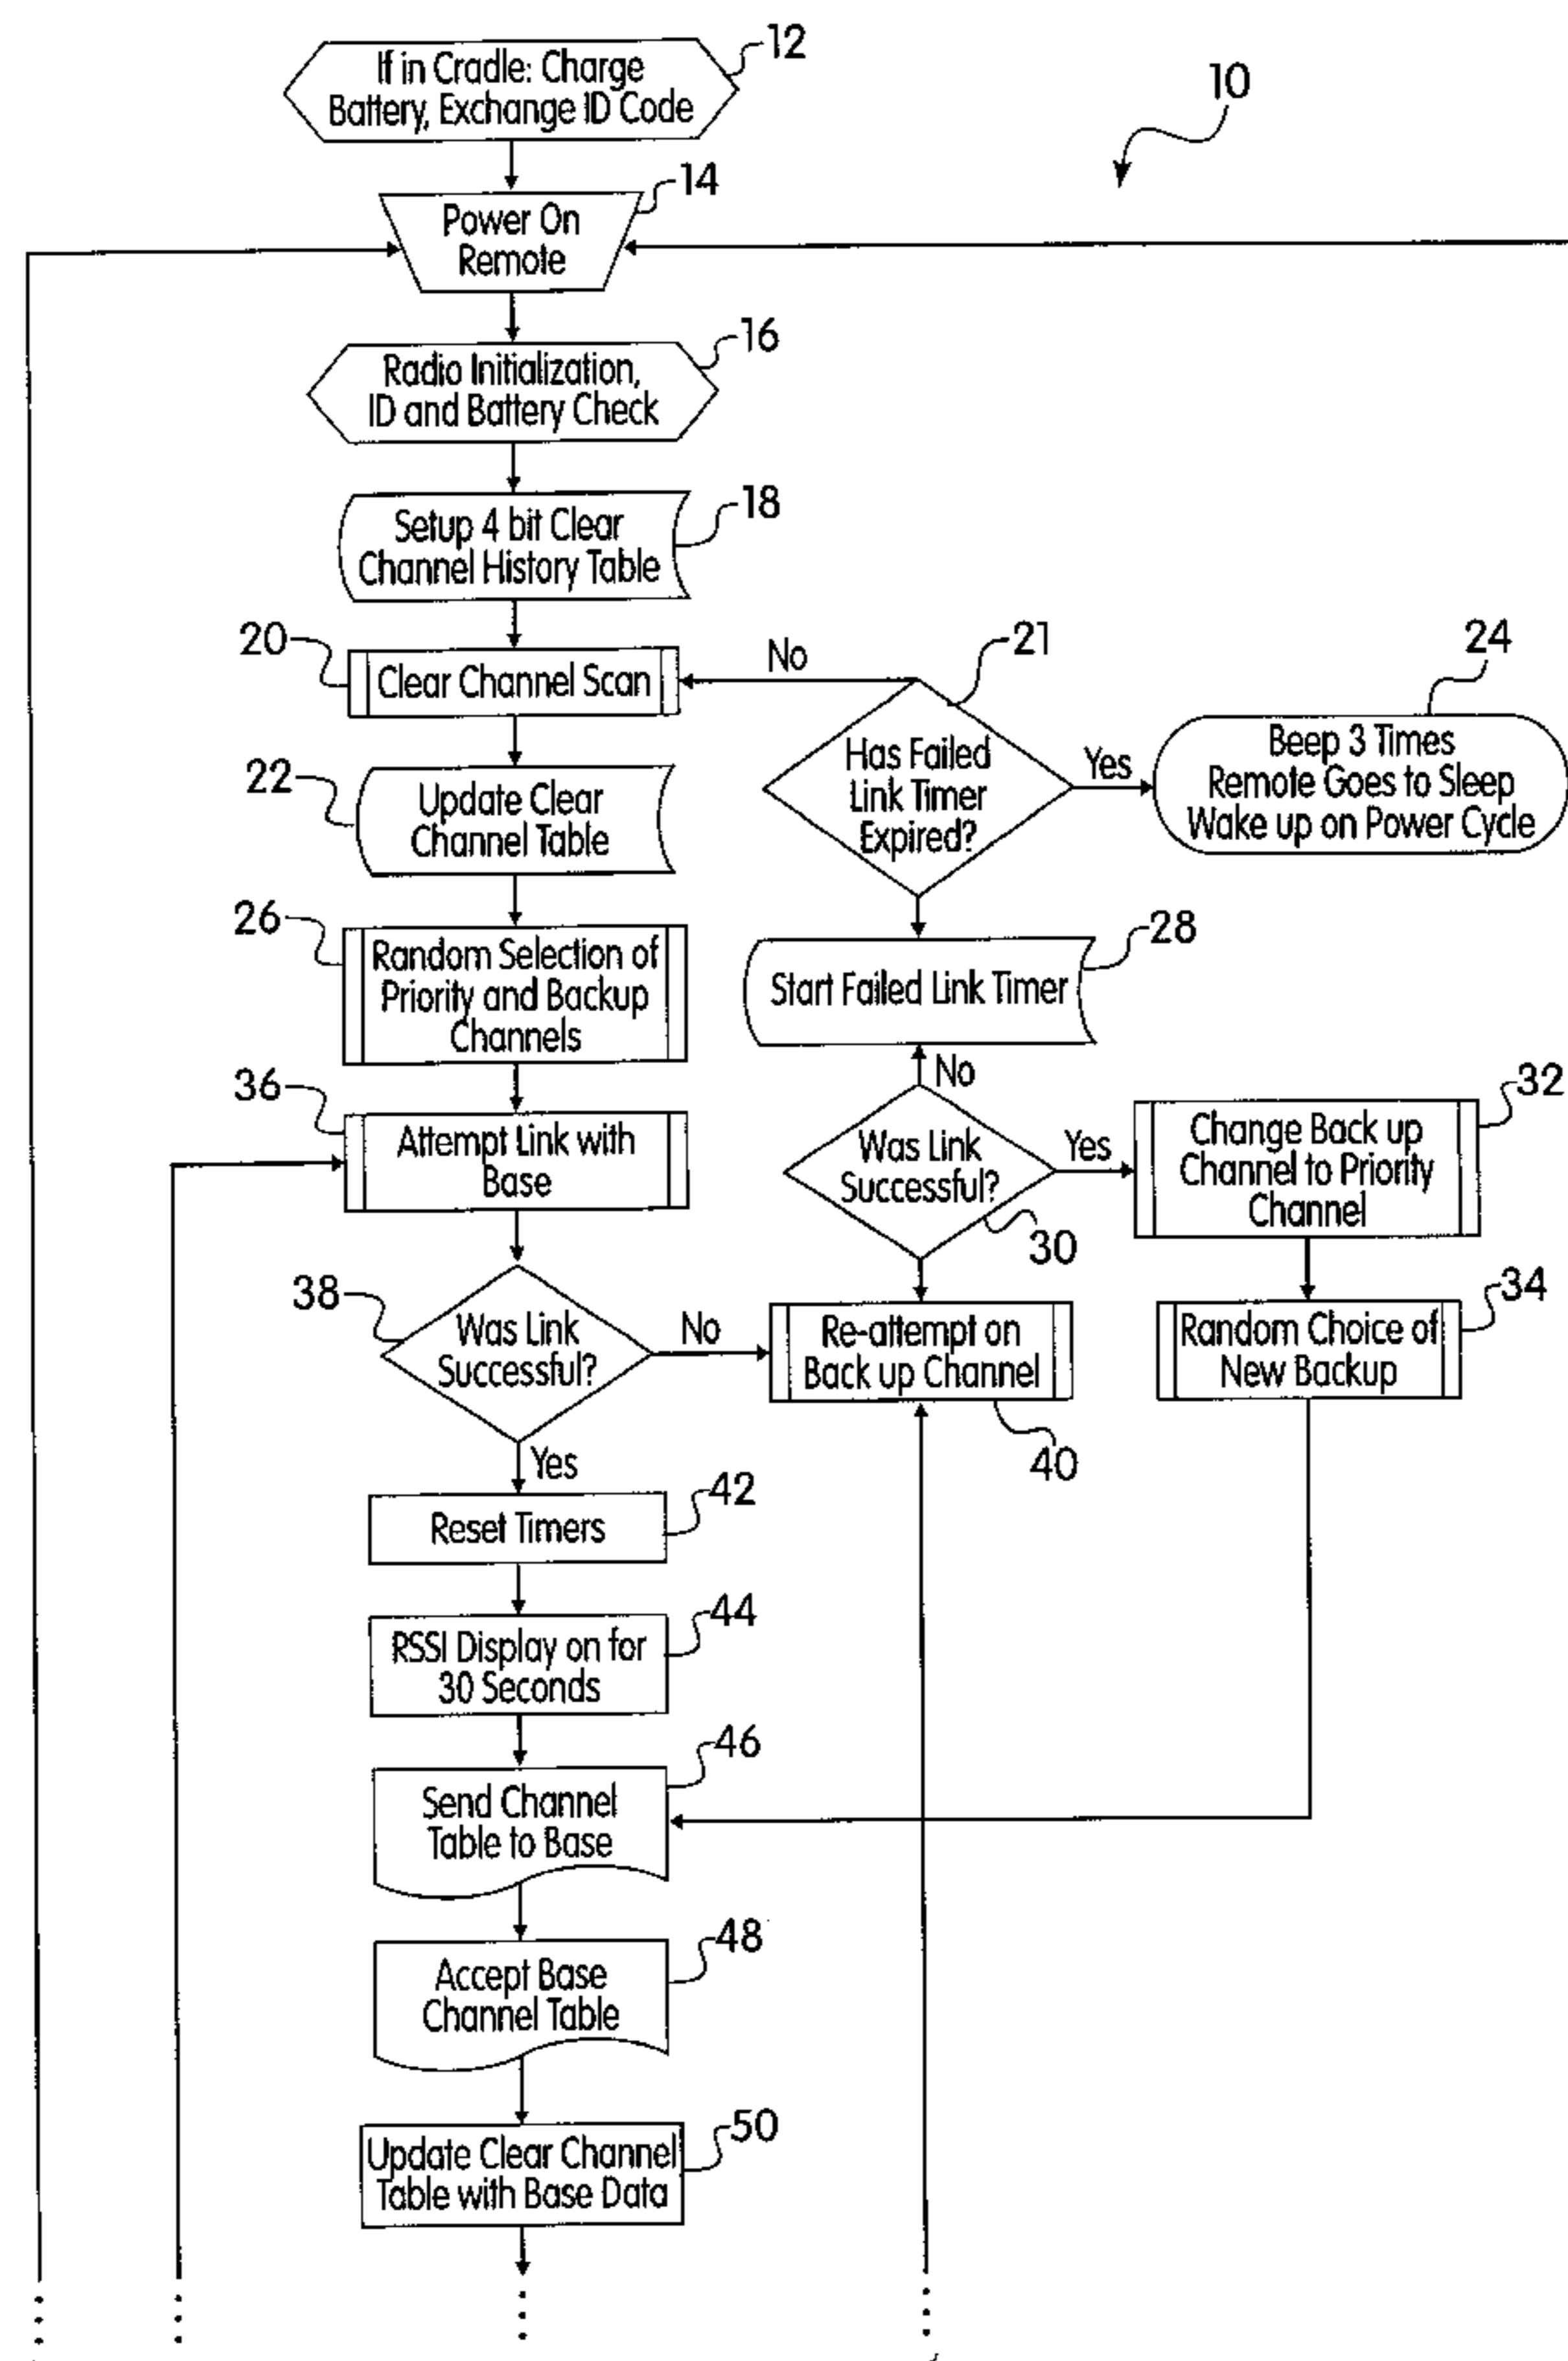 12
If in Cradle: Charge
Battery, Exchange ID Code
10
14
Power On
Remote
16
Radio Initialization,
ID and Battery Check
18
Setup 4 bit Clear
Channel History Table
20
Clear Channel Scan
No
21
24
Has Failed
Link Timer
Expired?
Yes
Beep 3 Times
Remote Goes to Sleep
Wake up on Power Cycle
22
Update Clear
Channel Table
26
Random Selection of
Priority and Backup
Channels
28
Start Failed Link Timer
No
36
Attempt Link with
Base
Was Link
Successful?
Yes
30
32
Change Back up
Channel to Priority
Channel
38
Was Link
Successful?
No
Re-attempt on
Back up Channel
40
34
Random Choice of
New Backup
Yes
42
Reset Timers
44
RSSI Display on for
30 Seconds
46
Send Channel
Table to Base
48
Accept Base
Channel Table
50
Update Clear Channel
Table with Base Data